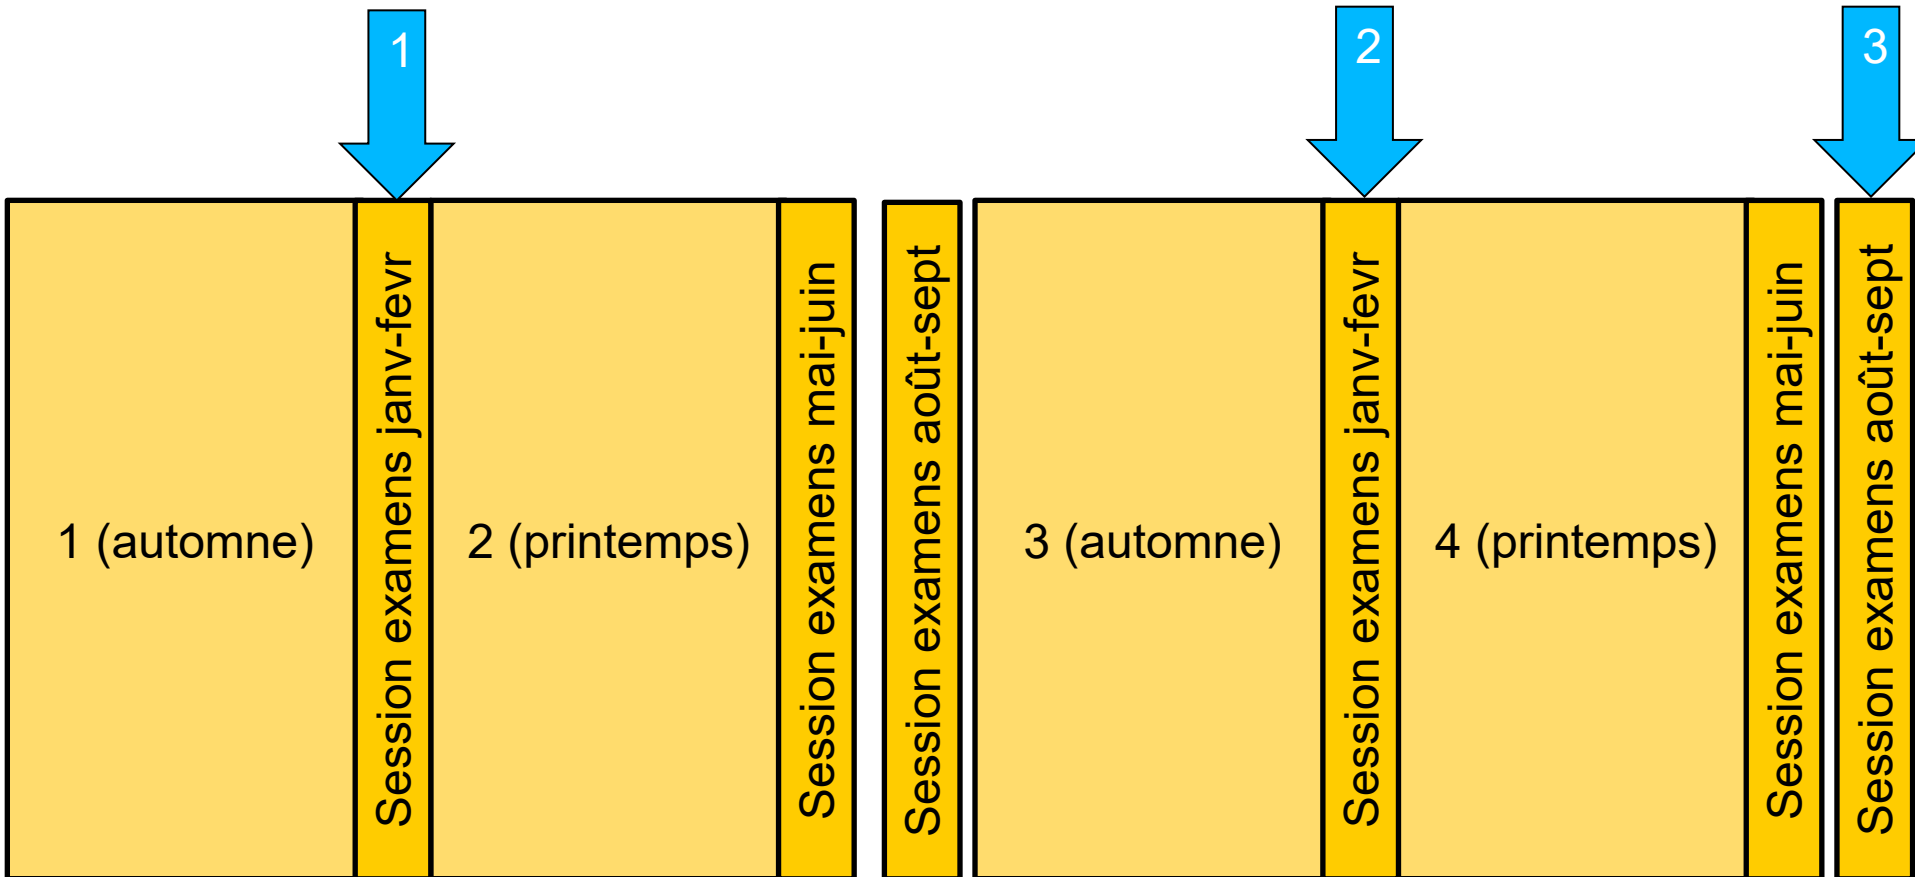 1
2
3
1 (automne)
Session examens janv-fevr
2 (printemps)
Session examens mai-juin
Session examens août-sept
3 (automne)
Session examens janv-fevr
4 (printemps)
Session examens mai-juin
Session examens août-sept